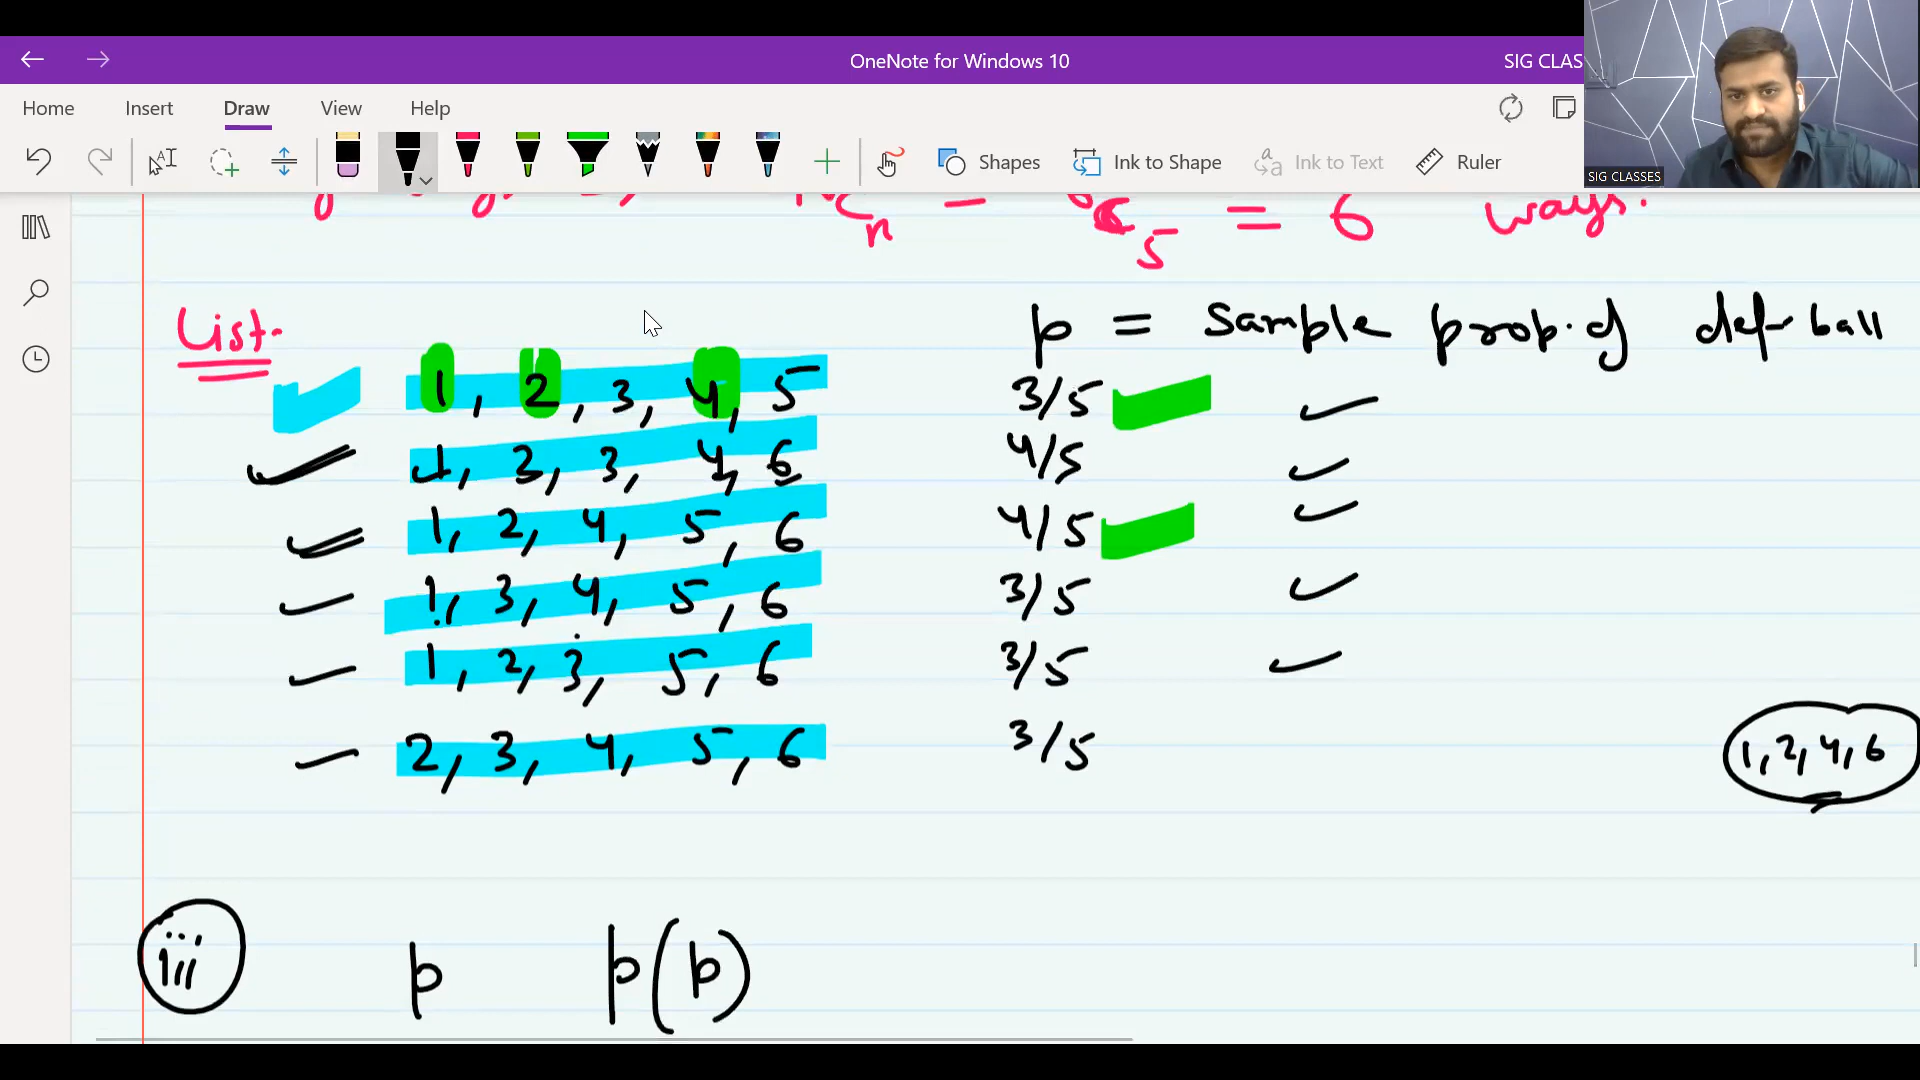 OneNote for Windows 10
SIG CLAS
Home Insert Draw View Help
Shapes Ink to Shape Ink to Text Ruler
SIG CLASSES
C n = C 5 = 6 ways.
List-
p = sample prob. of def- ball
1, 2, 3, 4, 5 3/5
1, 2, 3, 4, 6 4/5
1, 2, 4, 5, 6 4/5
1, 3, 4, 5, 6 3/5
1, 2, 3, 5, 6 3/5
2, 3, 4, 5, 6 3/5
1, 2, 4, 6
iii p p(p)